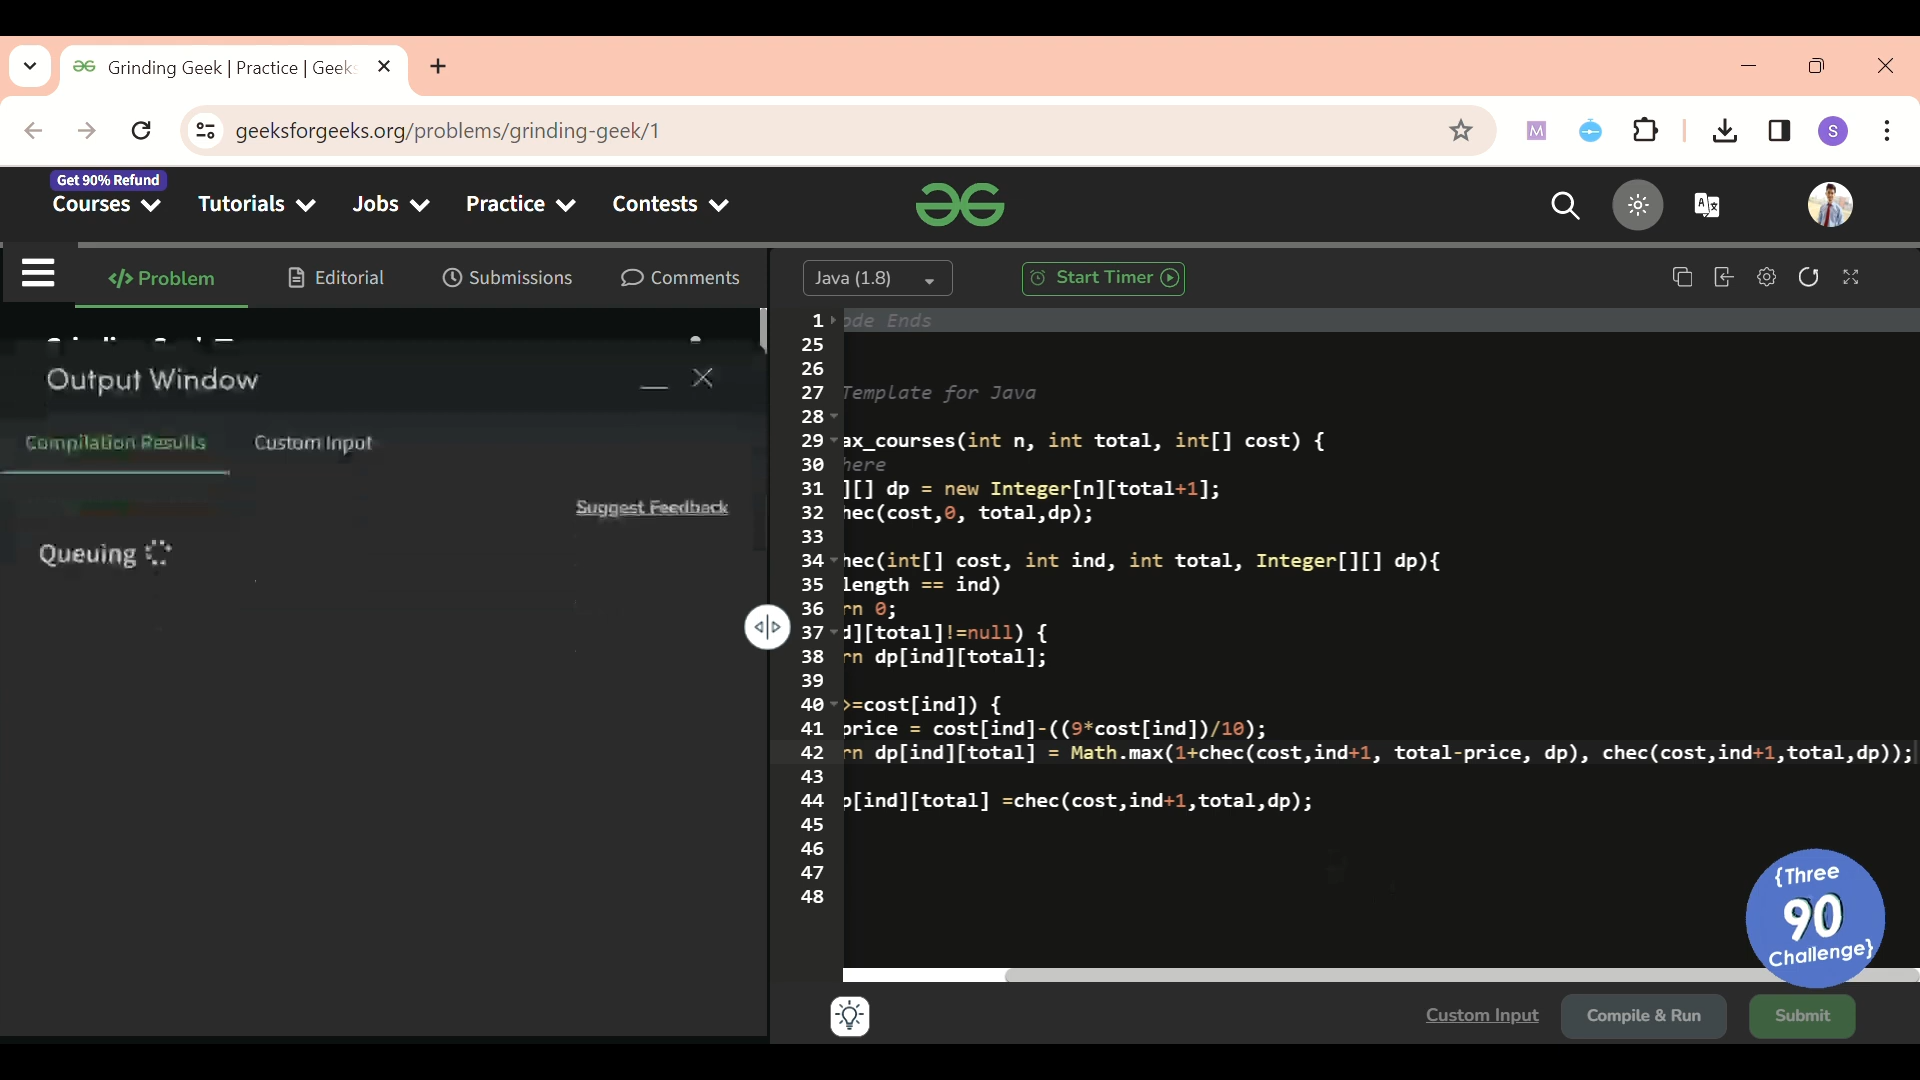 Grinding Geek | Practice | Geeks
geeksforgeeks.org/problems/grinding-geek/1
M
S
Get 90% Refund
Courses
Tutorials
Jobs
Practice
Contests
</> Problem
Editorial
Submissions
Comments
Java (1.8)
Start Timer
Output Window
Compilation Results
Custom Input
Suggest Feedback
Queuing
1 ode Ends
25
26
27 Template for Java
28
29 ax_courses(int n, int total, int[] cost) {
30 here
31 ][] dp = new Integer[n][total+1];
32 hec(cost,0, total,dp);
33
34 hec(int[] cost, int ind, int total, Integer[][] dp){
35 length == ind)
36 rn 0;
37 d][total]!=null) {
38 rn dp[ind][total];
39
40 >=cost[ind]) {
41 price = cost[ind]-((9*cost[ind])/10);
42 rn dp[ind][total] = Math.max(1+chec(cost,ind+1, total-price, dp), chec(cost,ind+1,total,dp));
43
44 p[ind][total] =chec(cost,ind+1,total,dp);
45
46
47
48
{Three
90
Challenge}
Custom Input
Compile & Run
Submit